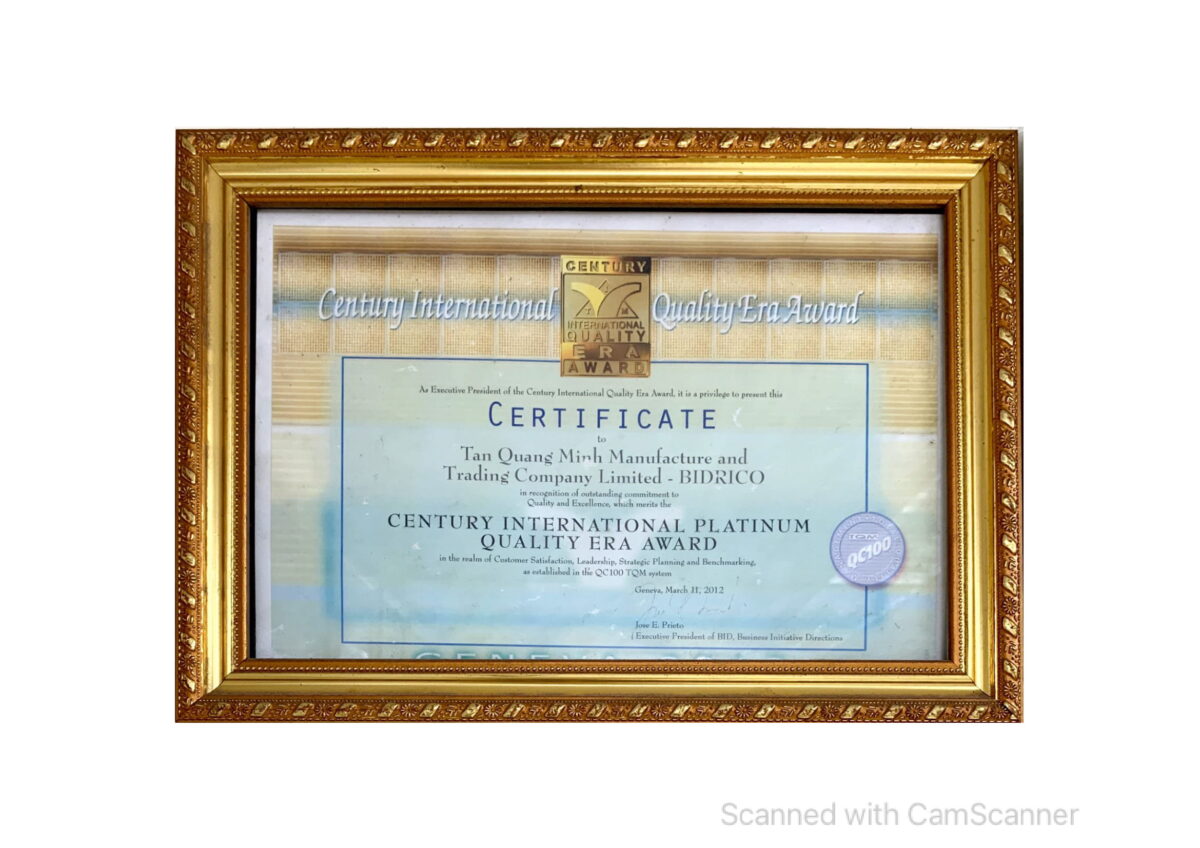 Century International Quality Era Award
CENTURY
INTERNATIONAL
QUALITY
ERA
AWARD
As Executive President of the Century International Quality Era Award, it is a privilege to present this
CERTIFICATE
to
Tan Quang Minh Manufacture and
Trading Company Limited - BIDRICO
in recognition of outstanding commitment to
Quality and Excellence, which merits the
CENTURY INTERNATIONAL PLATINUM
QUALITY ERA AWARD
in the realm of Customer Satisfaction, Leadership, Strategic Planning and Benchmarking,
as established in the QC100 TQM system
TQM
QC100
Geneva, March 11, 2012
Jose E. Prieto
Executive President of BID, Business Initiative Directions
GENEVA
Scanned with CamScanner